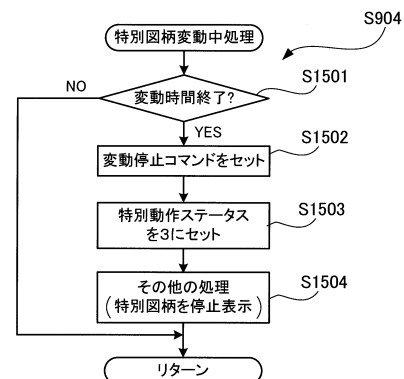 特別図柄変動中処理
S904
変動時間終了?
S1501
NO
YES
変動停止コマンドをセット
S1502
特別動作ステータス
を3にセット
S1503
その他の処理
(特別図柄を停止表示)
S1504
リターン